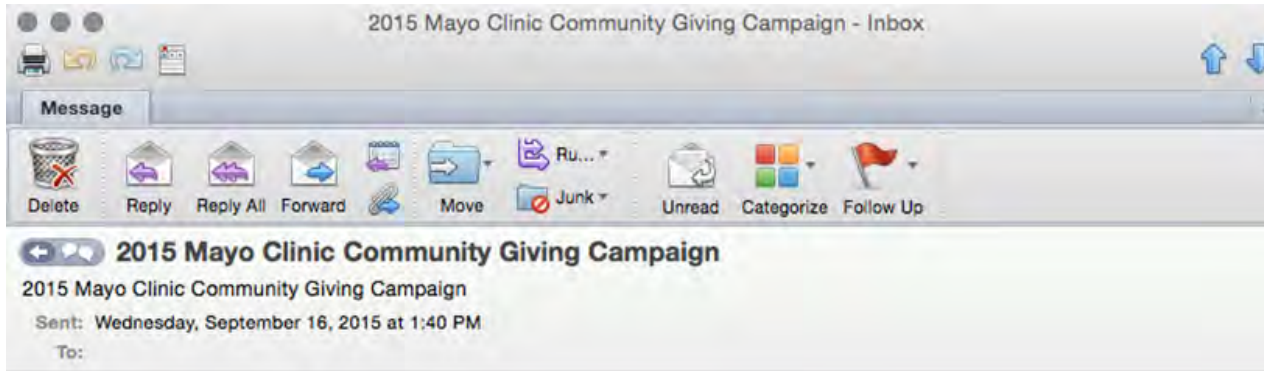 2015 Mayo Clinic Community Giving Campaign - Inbox
Message
Ru...
Junk
Delete Reply Reply All Forward Move Unread Categorize Follow Up
2015 Mayo Clinic Community Giving Campaign
2015 Mayo Clinic Community Giving Campaign
Sent: Wednesday, September 16, 2015 at 1:40 PM
To: